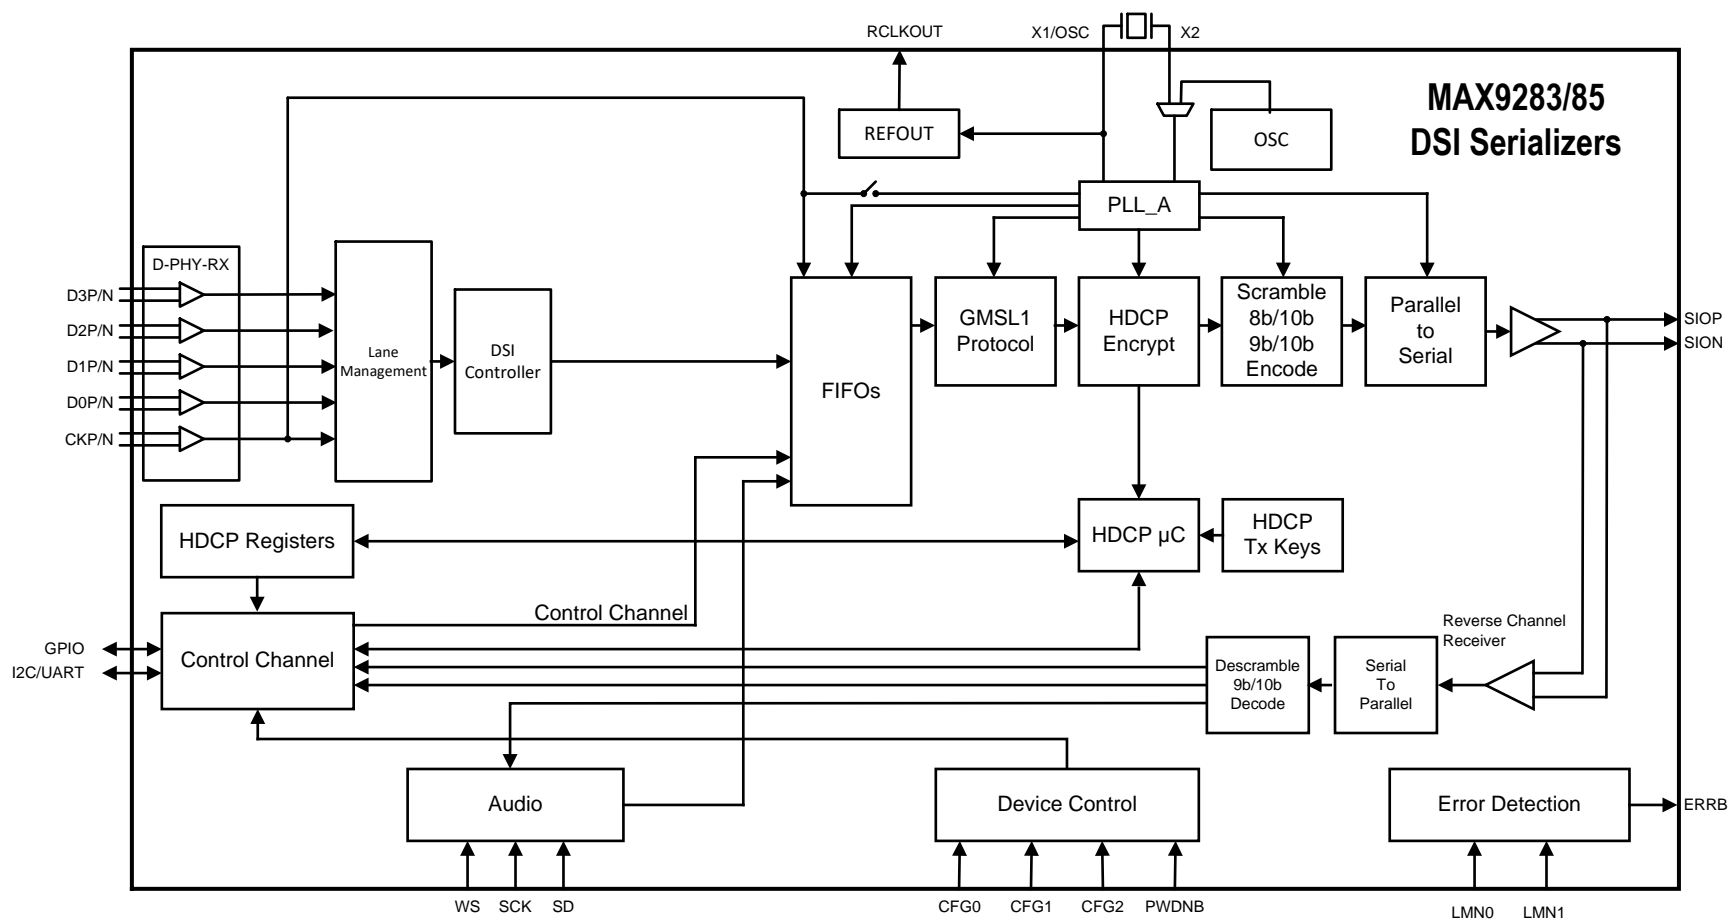 RCLKOUT
X1/OSC
X2
MAX9283/85
DSI Serializers
REFOUT
OSC
PLL_A
D-PHY-RX
D3P/N
D2P/N
D1P/N
D0P/N
CKP/N
Lane
Management
DSI
Controller
FIFOs
GMSL1
Protocol
HDCP
Encrypt
Scramble
8b/10b
9b/10b
Encode
Parallel
to
Serial
SIOP
SION
HDCP Registers
HDCP µC
HDCP
Tx Keys
Control Channel
GPIO
I2C/UART
Control Channel
Reverse Channel
Receiver
Descramble
9b/10b
Decode
Serial
To
Parallel
Audio
Device Control
Error Detection
ERRB
WS
SCK
SD
CFG0
CFG1
CFG2
PWDNB
LMN0
LMN1